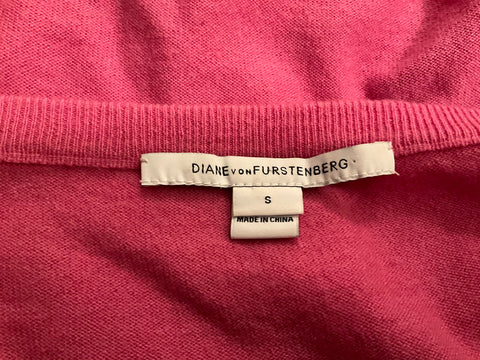 DIANE VON FURSTENBERG
S
MADE IN CHINA